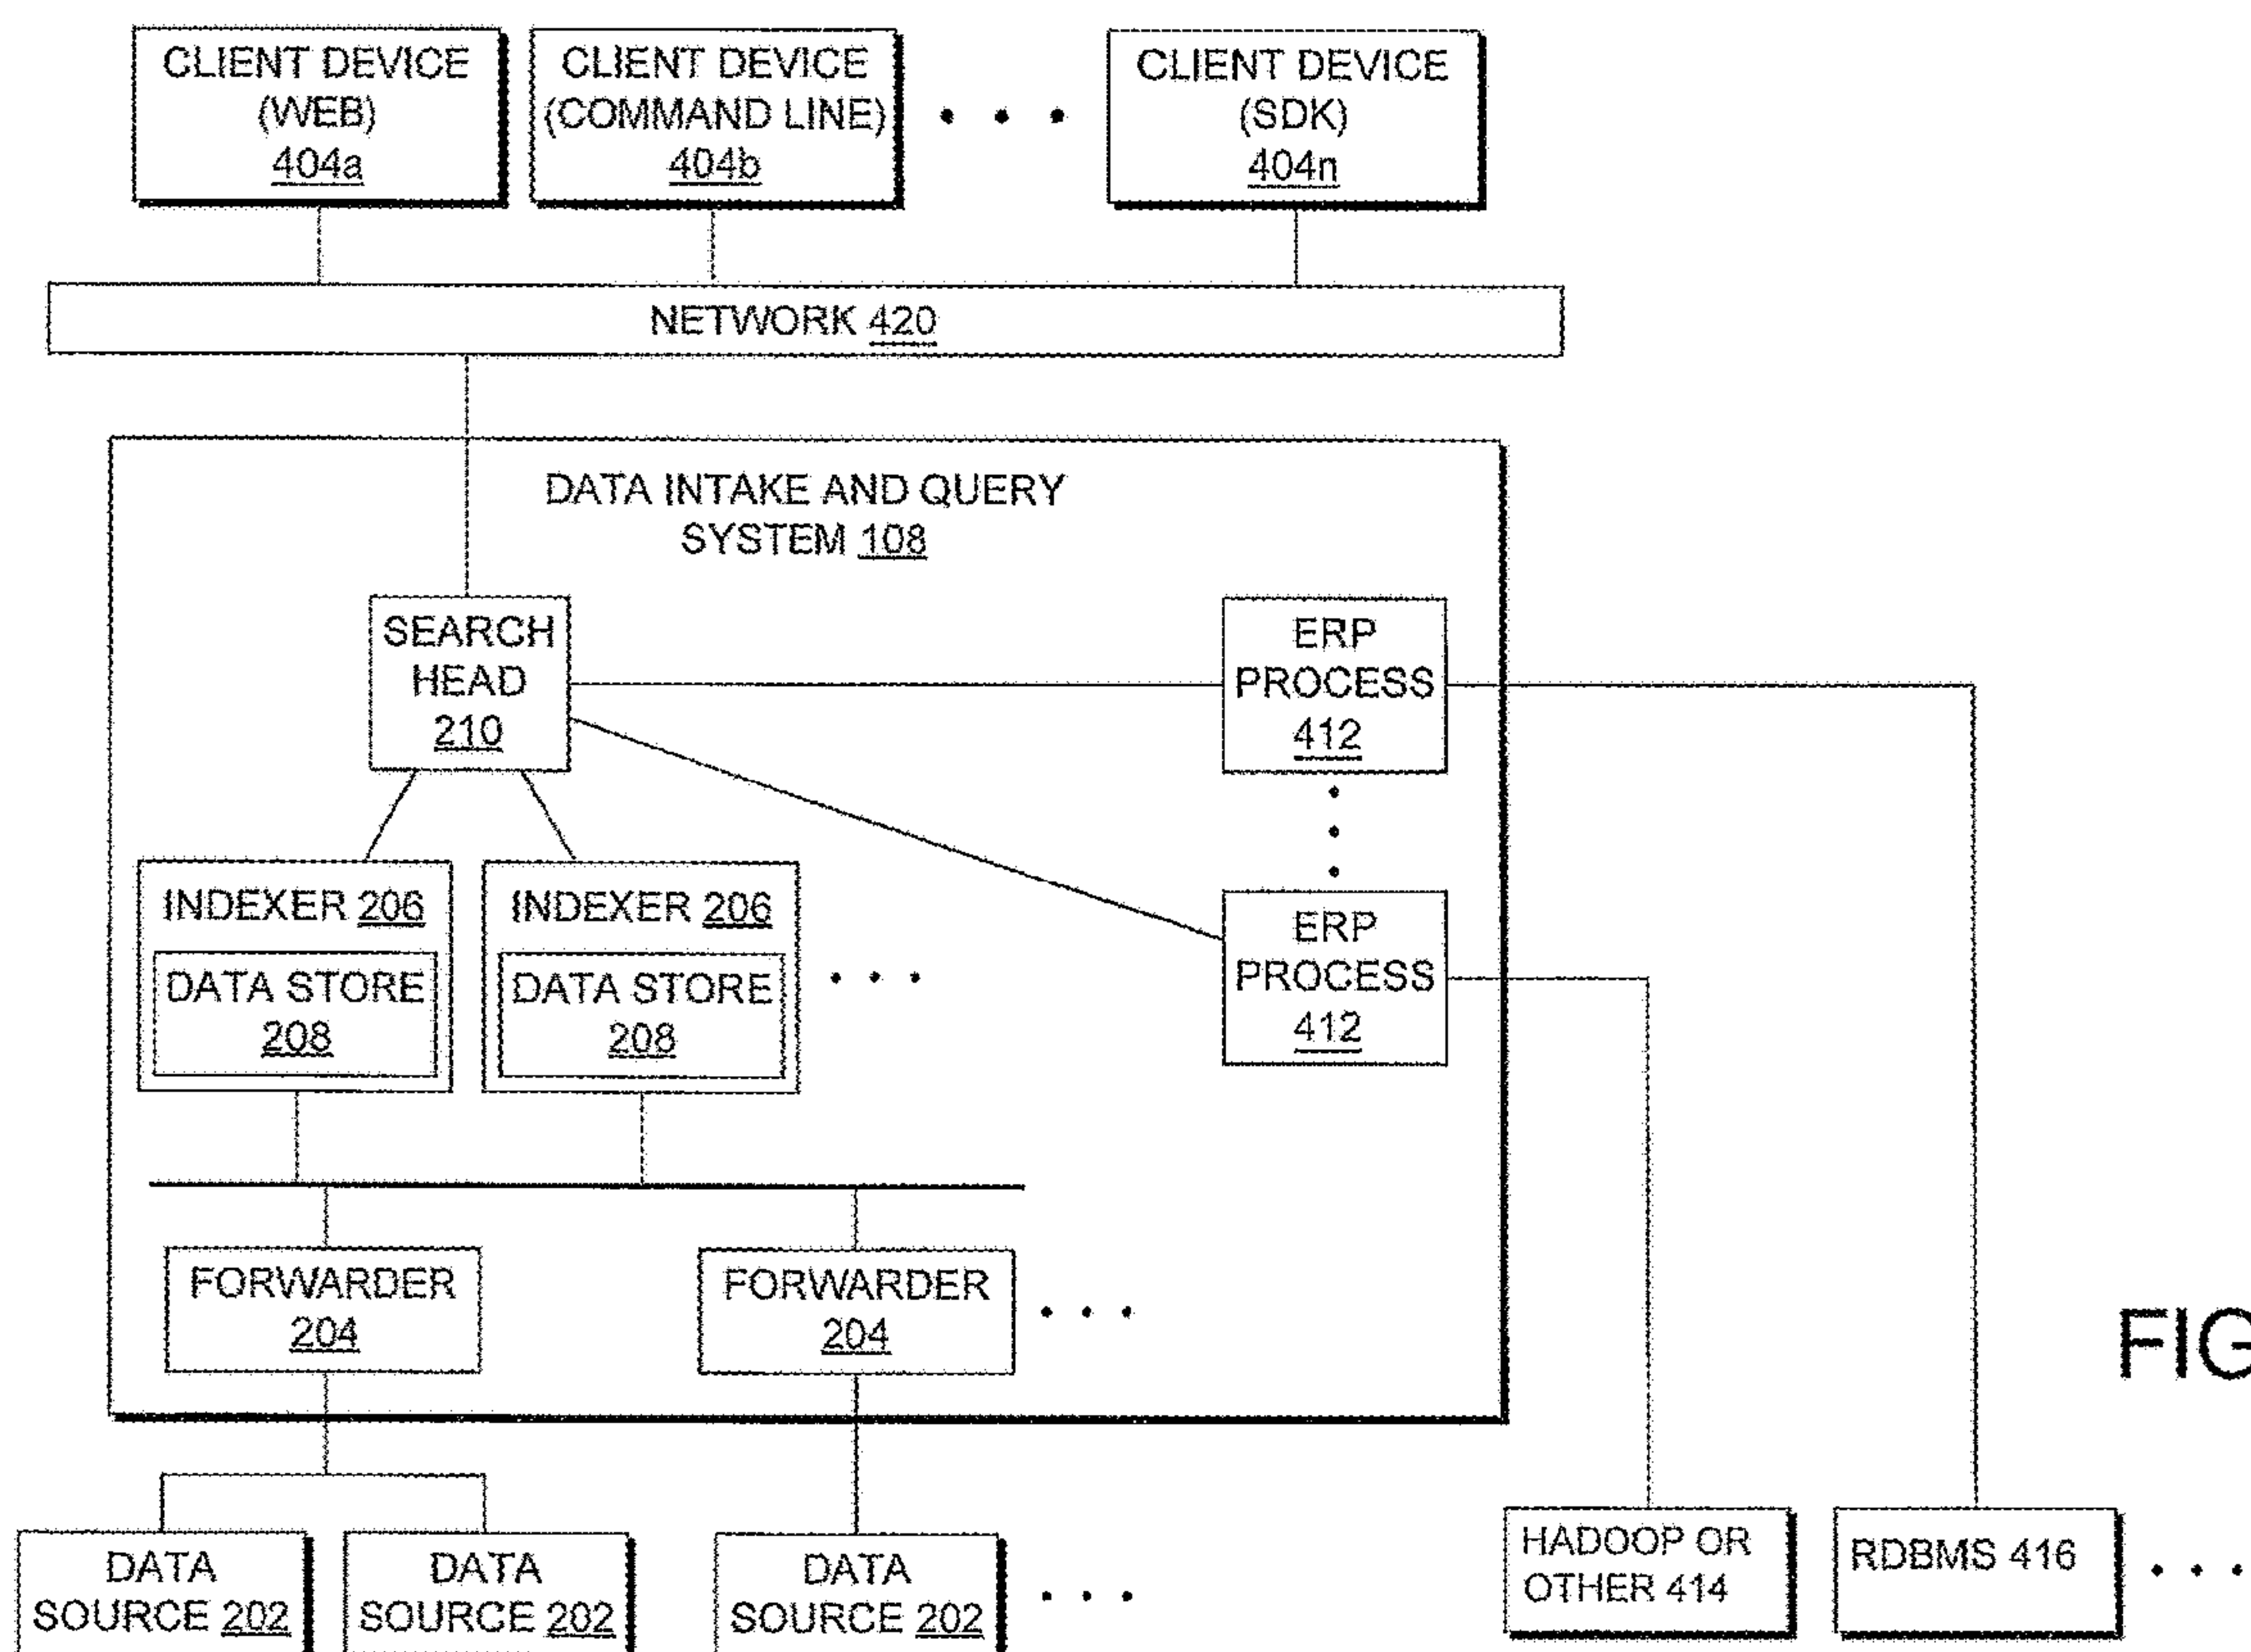 CLIENT DEVICE
(WEB)
404a
CLIENT DEVICE
(COMMAND LINE)
404b
CLIENT DEVICE
(SDK)
404n
NETWORK 420
DATA INTAKE AND QUERY
SYSTEM 108
SEARCH
HEAD
210
ERP
PROCESS
412
INDEXER 206
DATA STORE
208
INDEXER 206
DATA STORE
208
ERP
PROCESS
412
FORWARDER
204
FORWARDER
204
FIG
DATA
SOURCE 202
DATA
SOURCE 202
DATA
SOURCE 202
HADOOP OR
OTHER 414
RDBMS 416